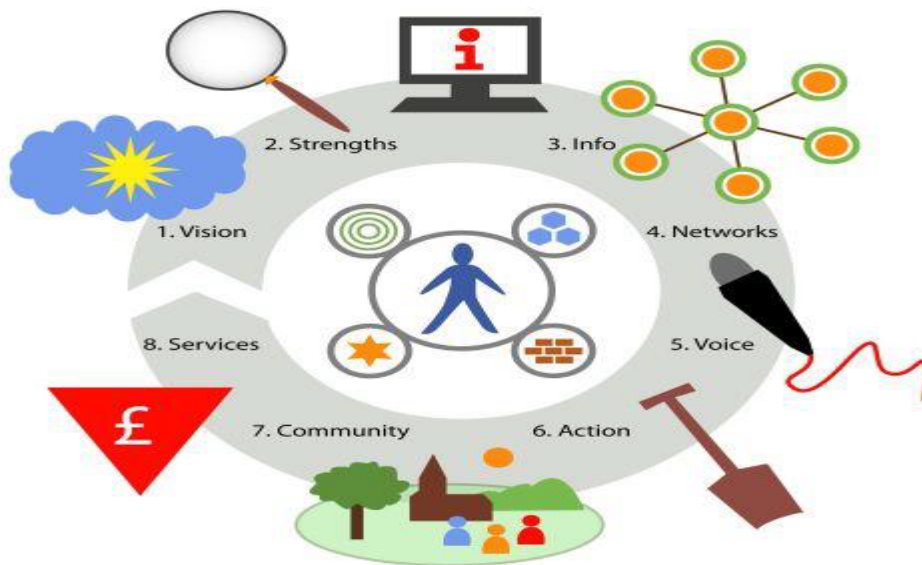 i
2. Strengths
3. Info
1. Vision
4. Networks
8. Services
5. Voice
£
7. Community
6. Action